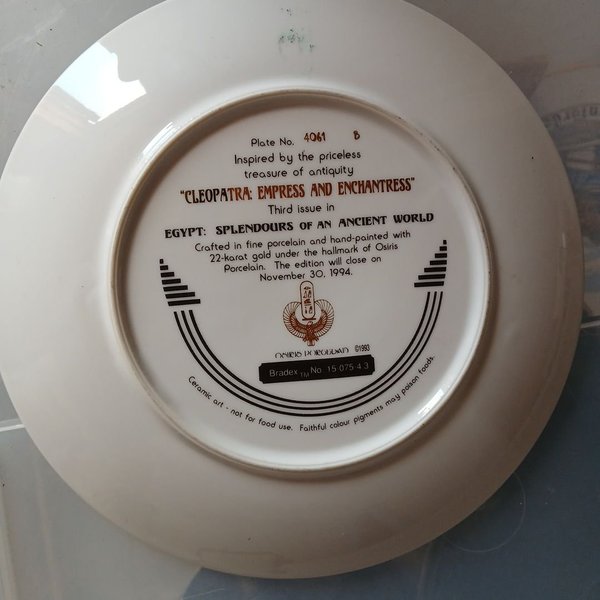 Plate No. 4061 B
Inspired by the priceless
treasure of antiquity
"CLEOPATRA: EMPRESS AND ENCHANTRESS"
Third issue in
EGYPT: SPLENDOURS OF AN ANCIENT WORLD
Crafted in fine porcelain and hand-painted with
22-karat gold under the hallmark of Osiris
Porcelain. The edition will close on
November 30, 1994.
OSIRIS PORCELAIN ©1993
Bradex TM No. 15-075-4.3
Ceramic art - not for food use. Faithful colour pigments may poison foods.